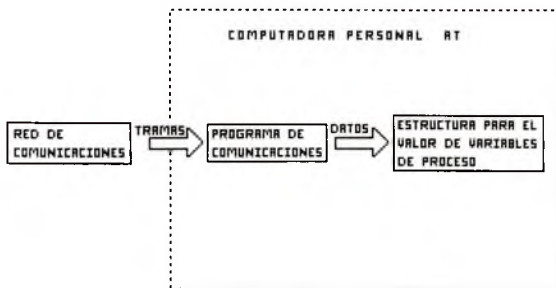 COMPUTADORA PERSONAL AT
RED DE
COMUNICACIONES
TRAMAS
PROGRAMA DE
COMUNICACIONES
DATOS
ESTRUCTURA PARA EL
VALOR DE VARIABLES
DE PROCESO